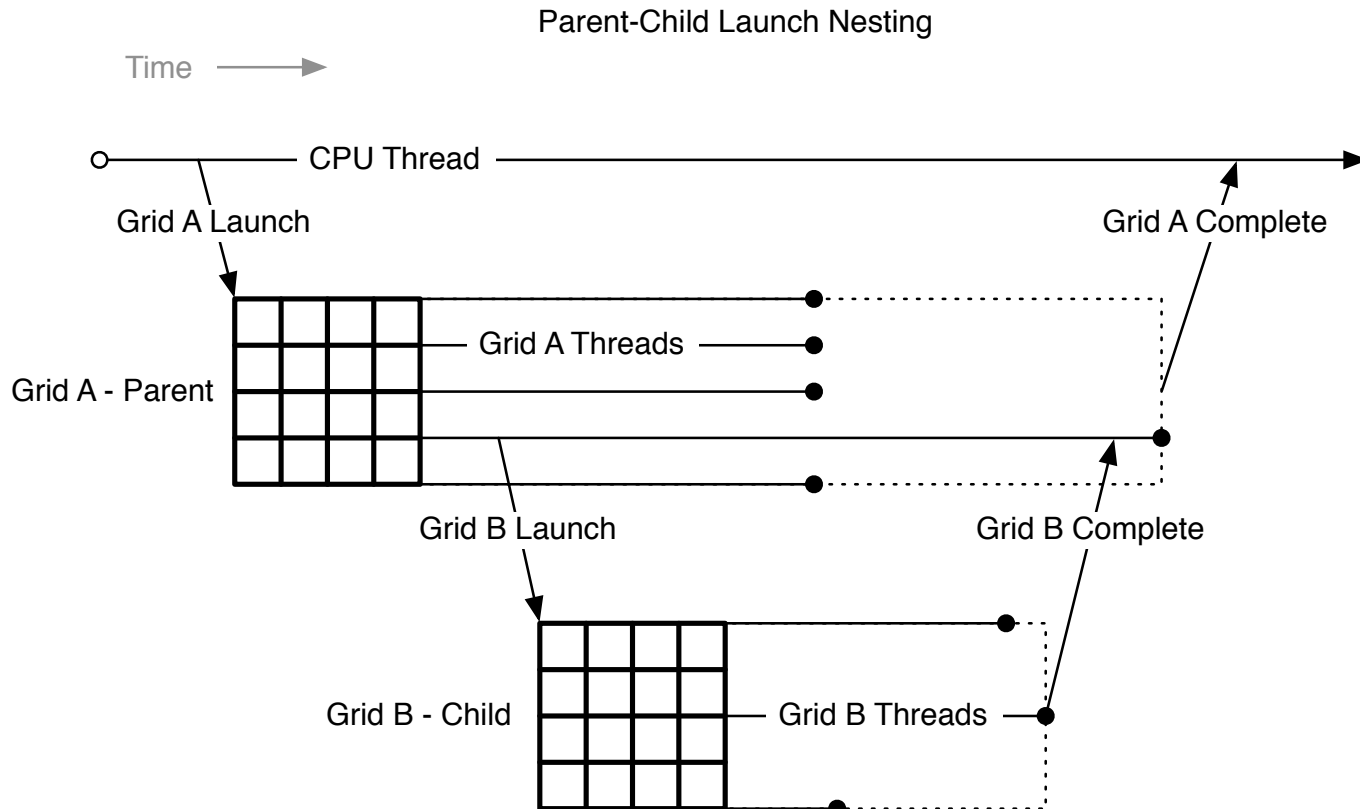 Parent-Child Launch Nesting
Time
CPU Thread
Grid A Launch
Grid A Complete
Grid A Threads
Grid A - Parent
Grid B Launch
Grid B Complete
Grid B - Child
Grid B Threads